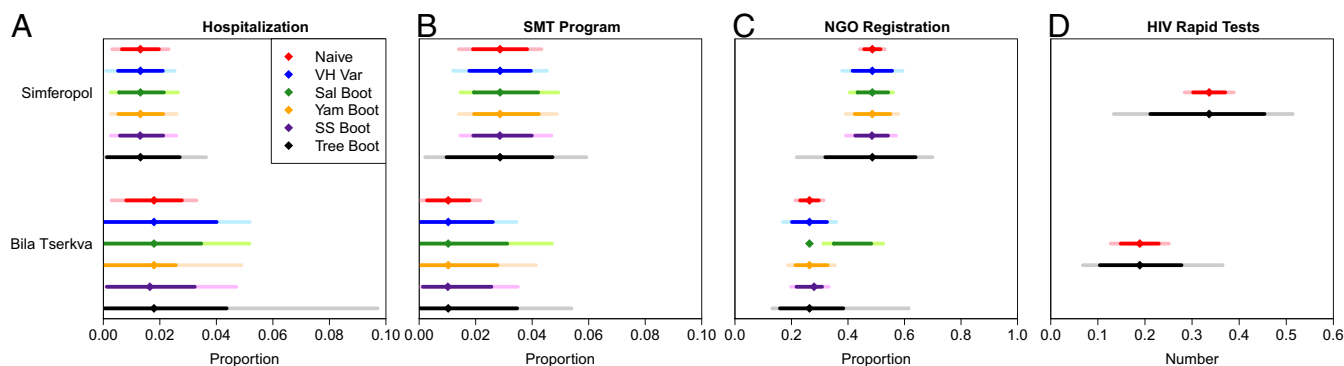 A Hospitalization
B SMT Program
C NGO Registration
D HIV Rapid Tests
Naive
VH Var
Sal Boot
Yam Boot
SS Boot
Tree Boot
Simferopol
Bila Tserkva
0.00 0.02 0.04 0.06 0.08 0.10
0.00 0.02 0.04 0.06 0.08 0.10
0.0 0.2 0.4 0.6 0.8 1.0
0.0 0.1 0.2 0.3 0.4 0.5 0.6
Proportion
Proportion
Proportion
Number